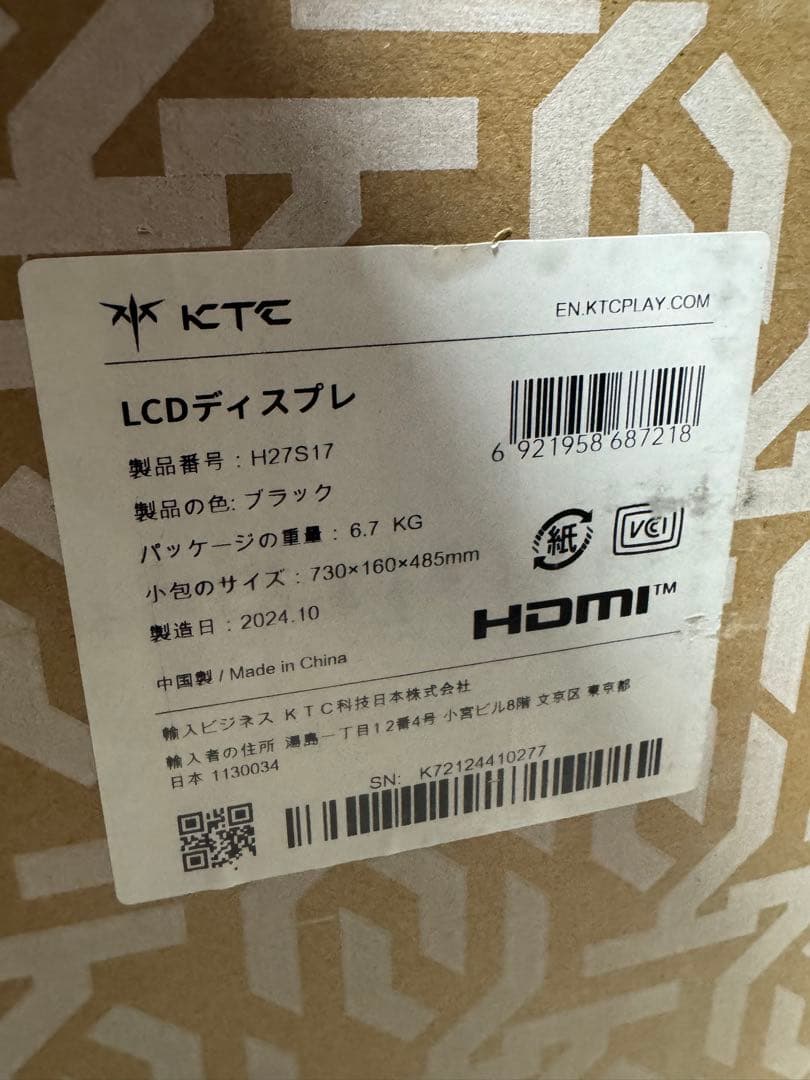 KTC
EN.KTCPLAY.COM
LCDディスプレ
6 921958 687218
製品番号 : H27S17
製品の色: ブラック
パッケージの重量 : 6.7 KG
小包のサイズ : 730×160×485mm
製造日 : 2024.10
紙
VCCI
HDMI™
中国製 / Made in China
輸入ビジネス KTC科技日本株式会社
輸入者の住所 湯島一丁目12番4号 小宮ビル8階 文京区 東京都
日本 1130034
SN: K72124410277